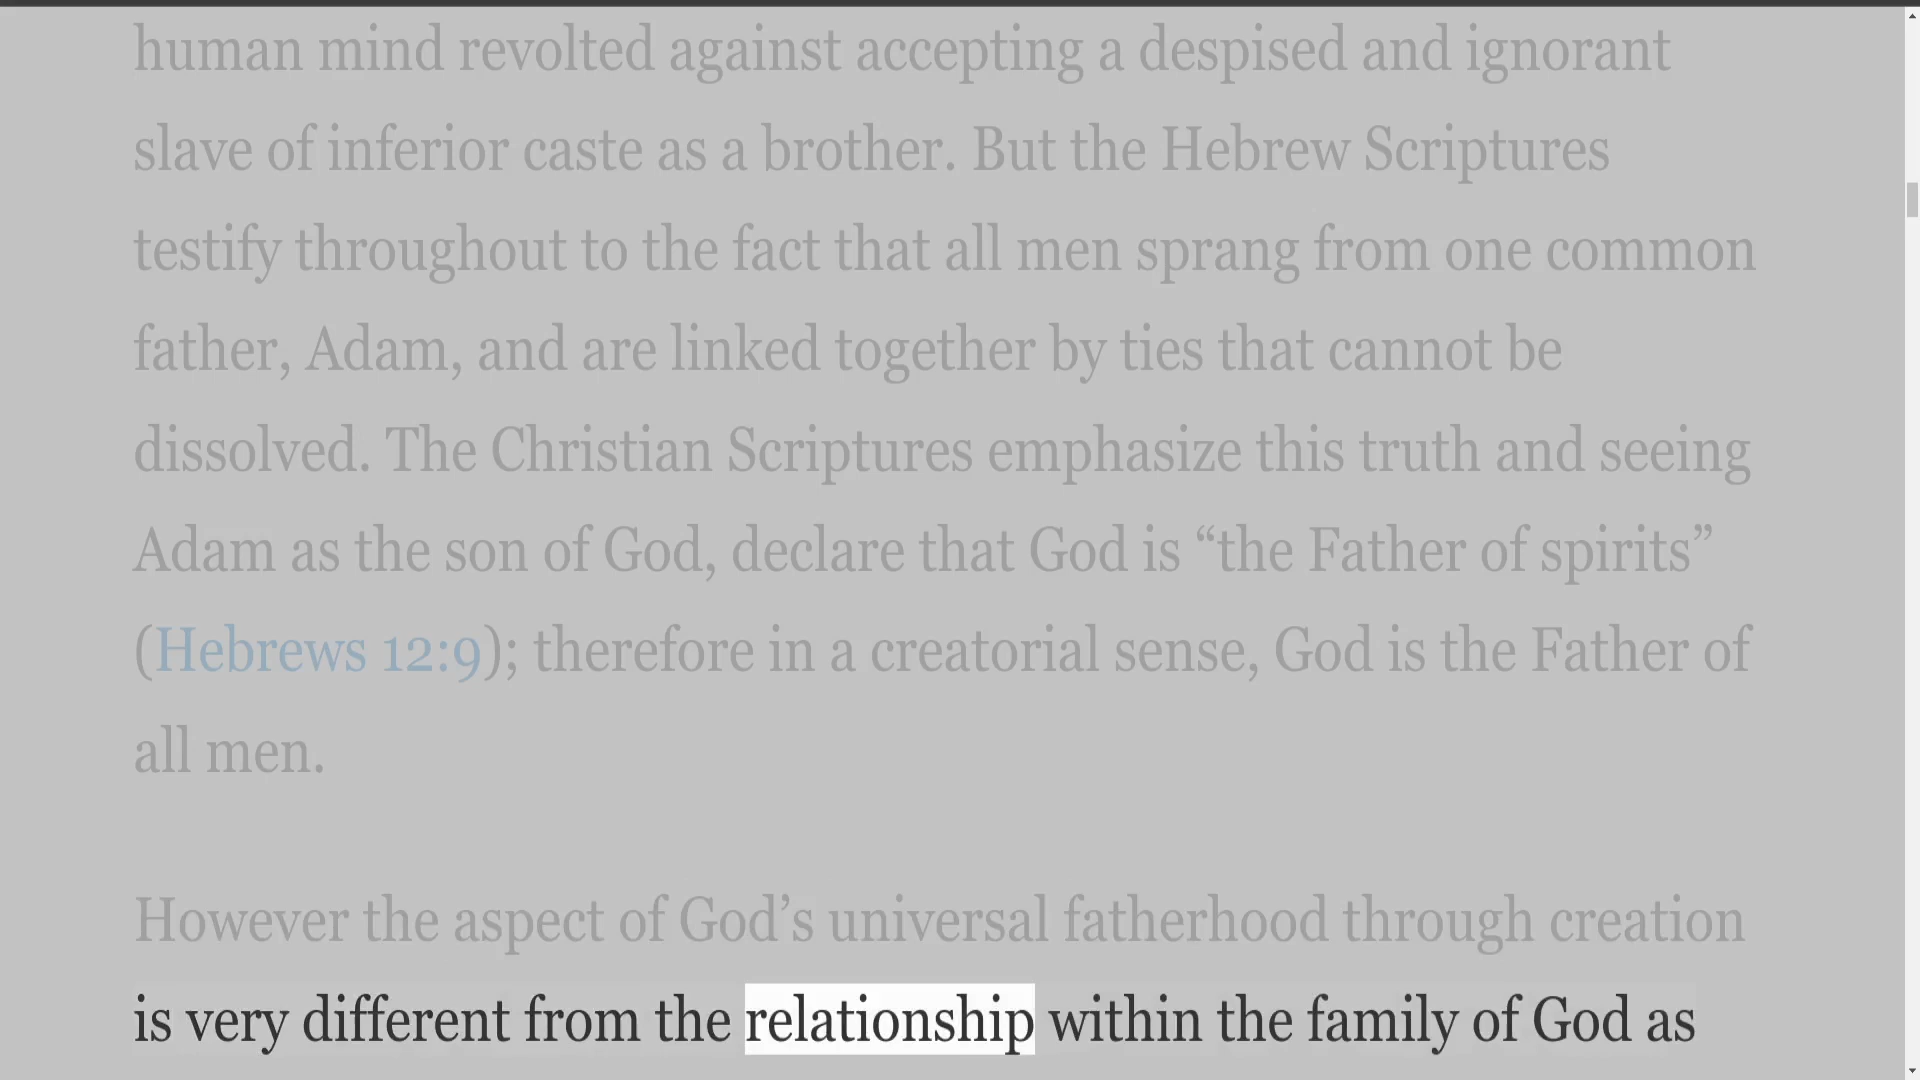 human mind revolted against accepting a despised and ignorant
slave of inferior caste as a brother. But the Hebrew Scriptures
testify throughout to the fact that all men sprang from one common
father, Adam, and are linked together by ties that cannot be
dissolved. The Christian Scriptures emphasize this truth and seeing
Adam as the son of God, declare that God is “the Father of spirits”
(Hebrews 12:9); therefore in a creatorial sense, God is the Father of
all men.
However the aspect of God’s universal fatherhood through creation
is very different from the relationship within the family of God as